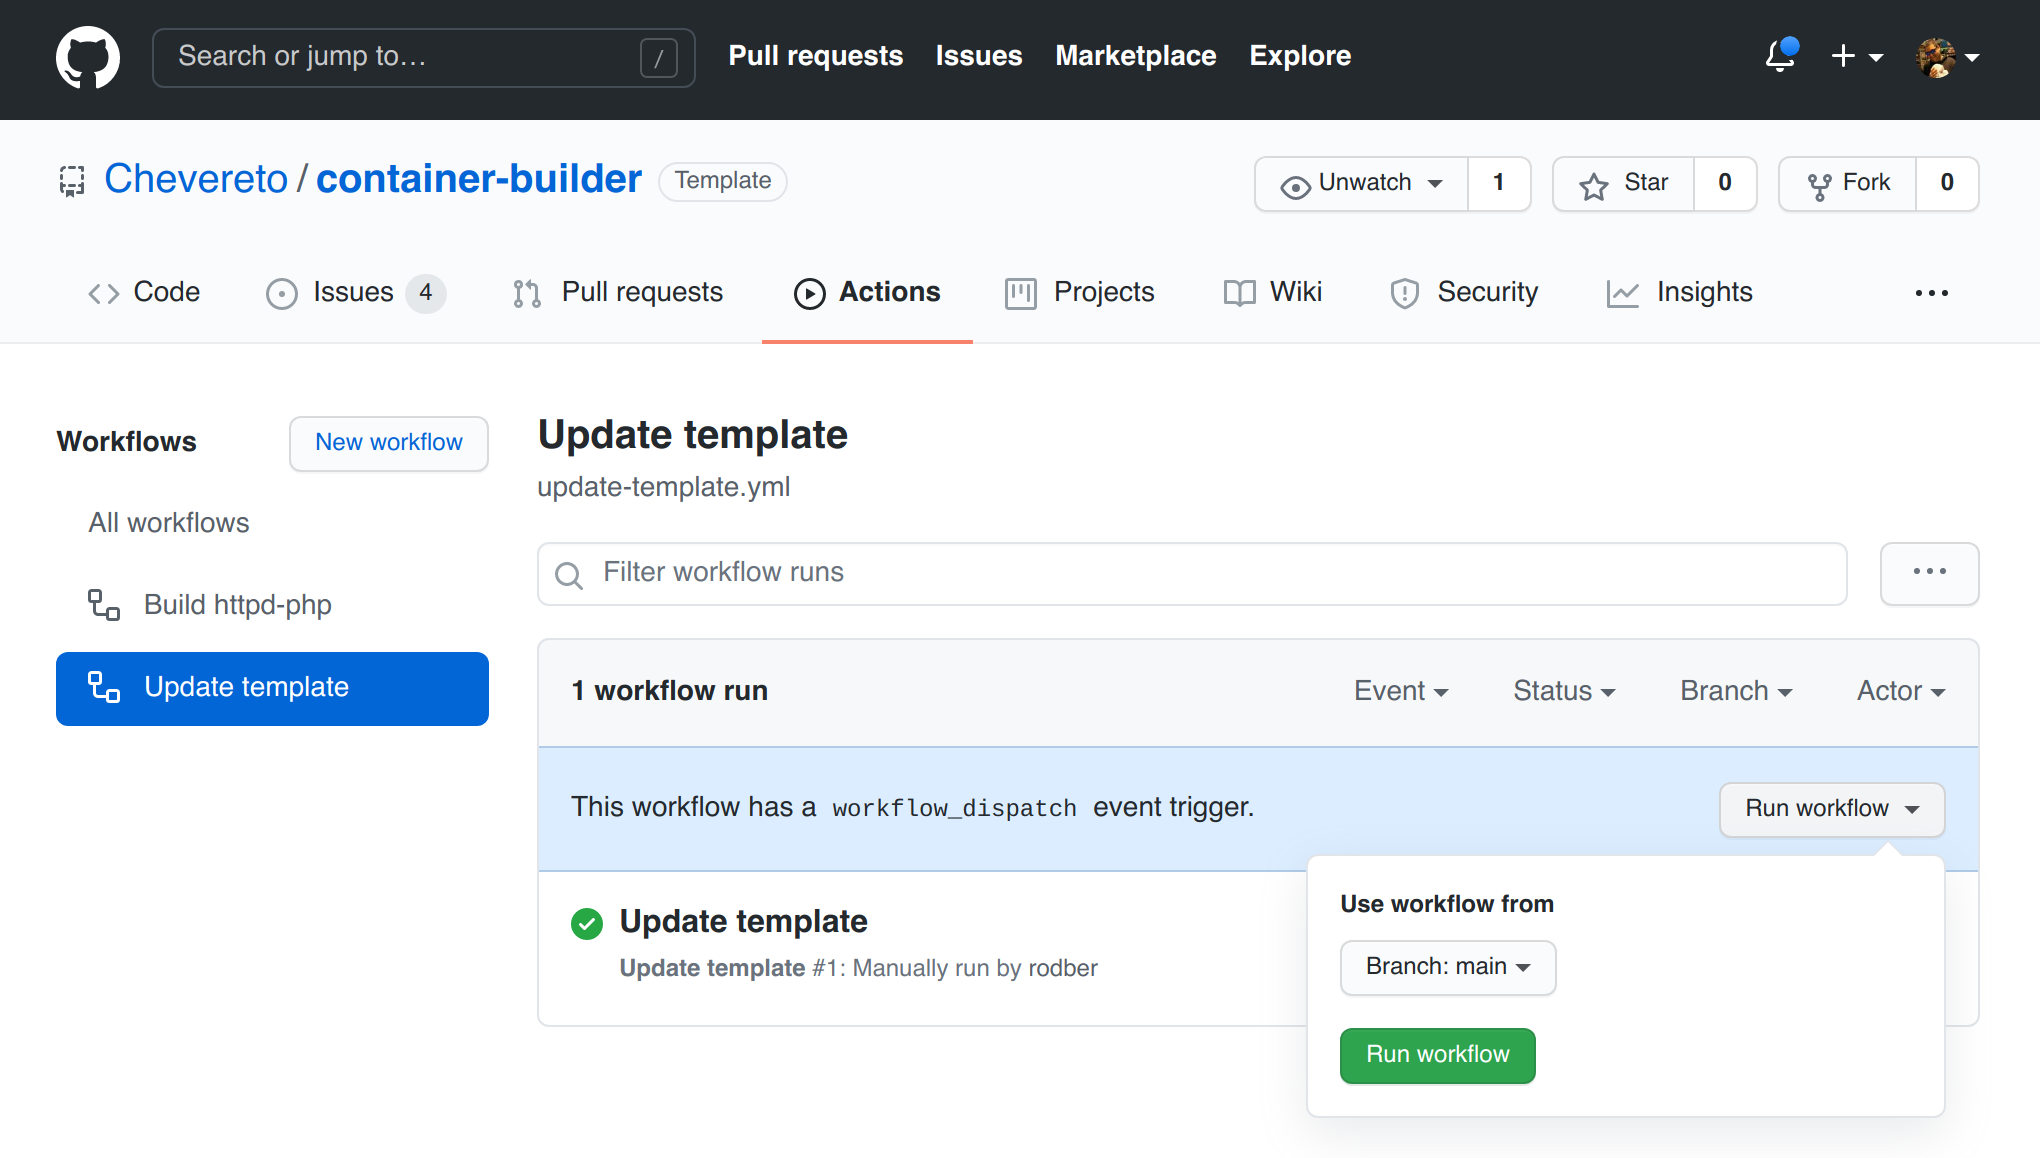 Search or jump to… / Pull requests Issues Marketplace Explore
Chevereto / container-builder Template Unwatch 1 Star 0 Fork 0
Code Issues 4 Pull requests Actions Projects Wiki Security Insights
Workflows New workflow
All workflows
Build httpd-php
Update template
Update template
update-template.yml
Filter workflow runs
1 workflow run Event Status Branch Actor
This workflow has a workflow_dispatch event trigger. Run workflow
Update template
Update template #1: Manually run by rodber
Use workflow from
Branch: main
Run workflow